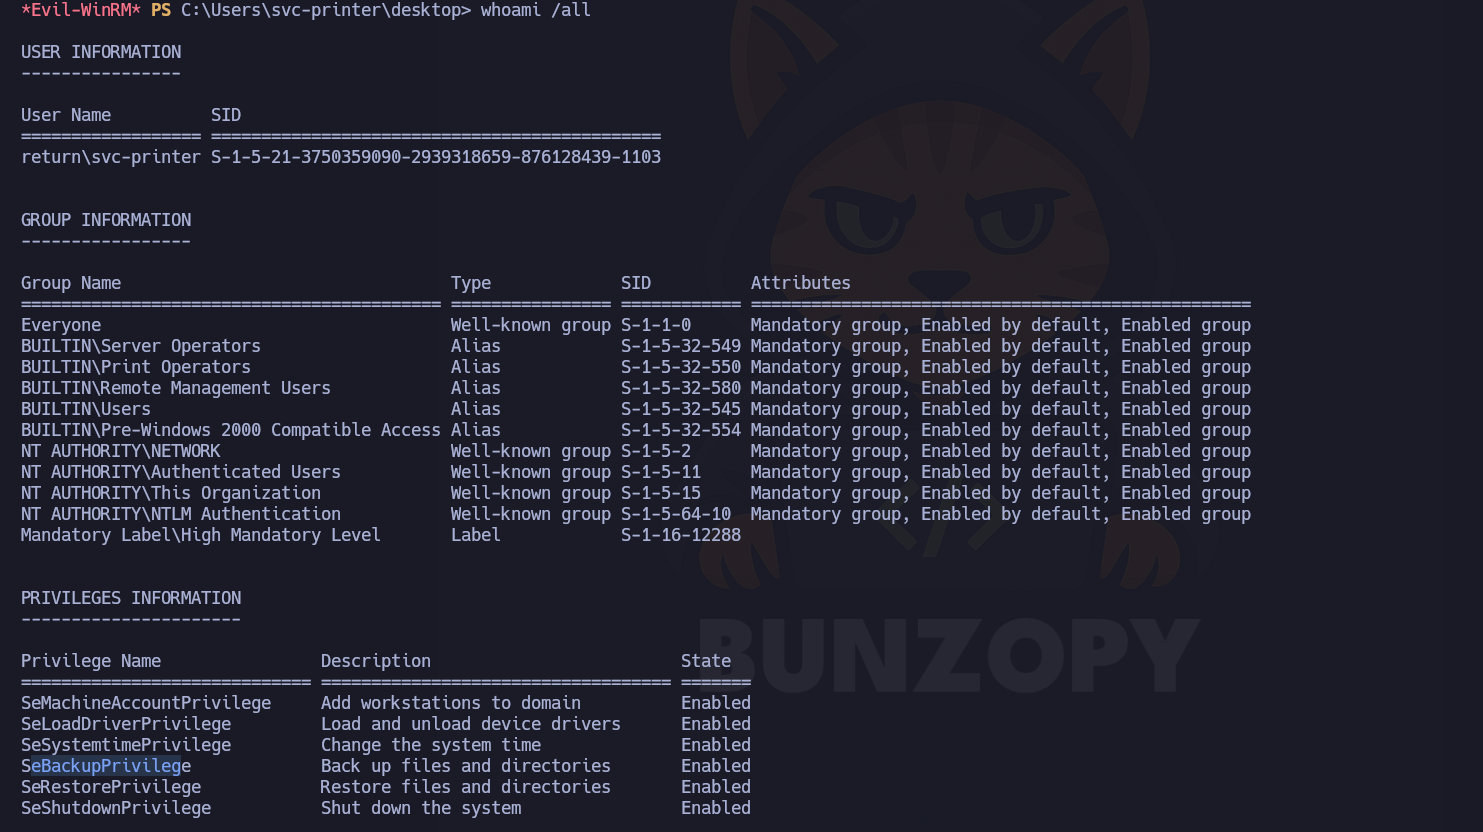 *Evil-WinRM* PS C:\Users\svc-printer\desktop> whoami /all
USER INFORMATION
----------------
User Name          SID
================== =============================================
return\svc-printer S-1-5-21-3750359090-2939318659-876128439-1103
GROUP INFORMATION
-----------------
Group Name                                 Type             SID          Attributes
========================================== ================ ============ ==================================================
Everyone                                   Well-known group S-1-1-0      Mandatory group, Enabled by default, Enabled group
BUILTIN\Server Operators                   Alias            S-1-5-32-549 Mandatory group, Enabled by default, Enabled group
BUILTIN\Print Operators                    Alias            S-1-5-32-550 Mandatory group, Enabled by default, Enabled group
BUILTIN\Remote Management Users            Alias            S-1-5-32-580 Mandatory group, Enabled by default, Enabled group
BUILTIN\Users                              Alias            S-1-5-32-545 Mandatory group, Enabled by default, Enabled group
BUILTIN\Pre-Windows 2000 Compatible Access Alias            S-1-5-32-554 Mandatory group, Enabled by default, Enabled group
NT AUTHORITY\NETWORK                       Well-known group S-1-5-2      Mandatory group, Enabled by default, Enabled group
NT AUTHORITY\Authenticated Users           Well-known group S-1-5-11     Mandatory group, Enabled by default, Enabled group
NT AUTHORITY\This Organization             Well-known group S-1-5-15     Mandatory group, Enabled by default, Enabled group
NT AUTHORITY\NTLM Authentication           Well-known group S-1-5-64-10  Mandatory group, Enabled by default, Enabled group
Mandatory Label\High Mandatory Level       Label            S-1-16-12288
PRIVILEGES INFORMATION
----------------------
Privilege Name                Description                         State
============================= =================================== =======
SeMachineAccountPrivilege     Add workstations to domain          Enabled
SeLoadDriverPrivilege         Load and unload device drivers      Enabled
SeSystemtimePrivilege         Change the system time              Enabled
SeBackupPrivilege             Back up files and directories       Enabled
SeRestorePrivilege            Restore files and directories       Enabled
SeShutdownPrivilege           Shut down the system                Enabled
BUNZOPY